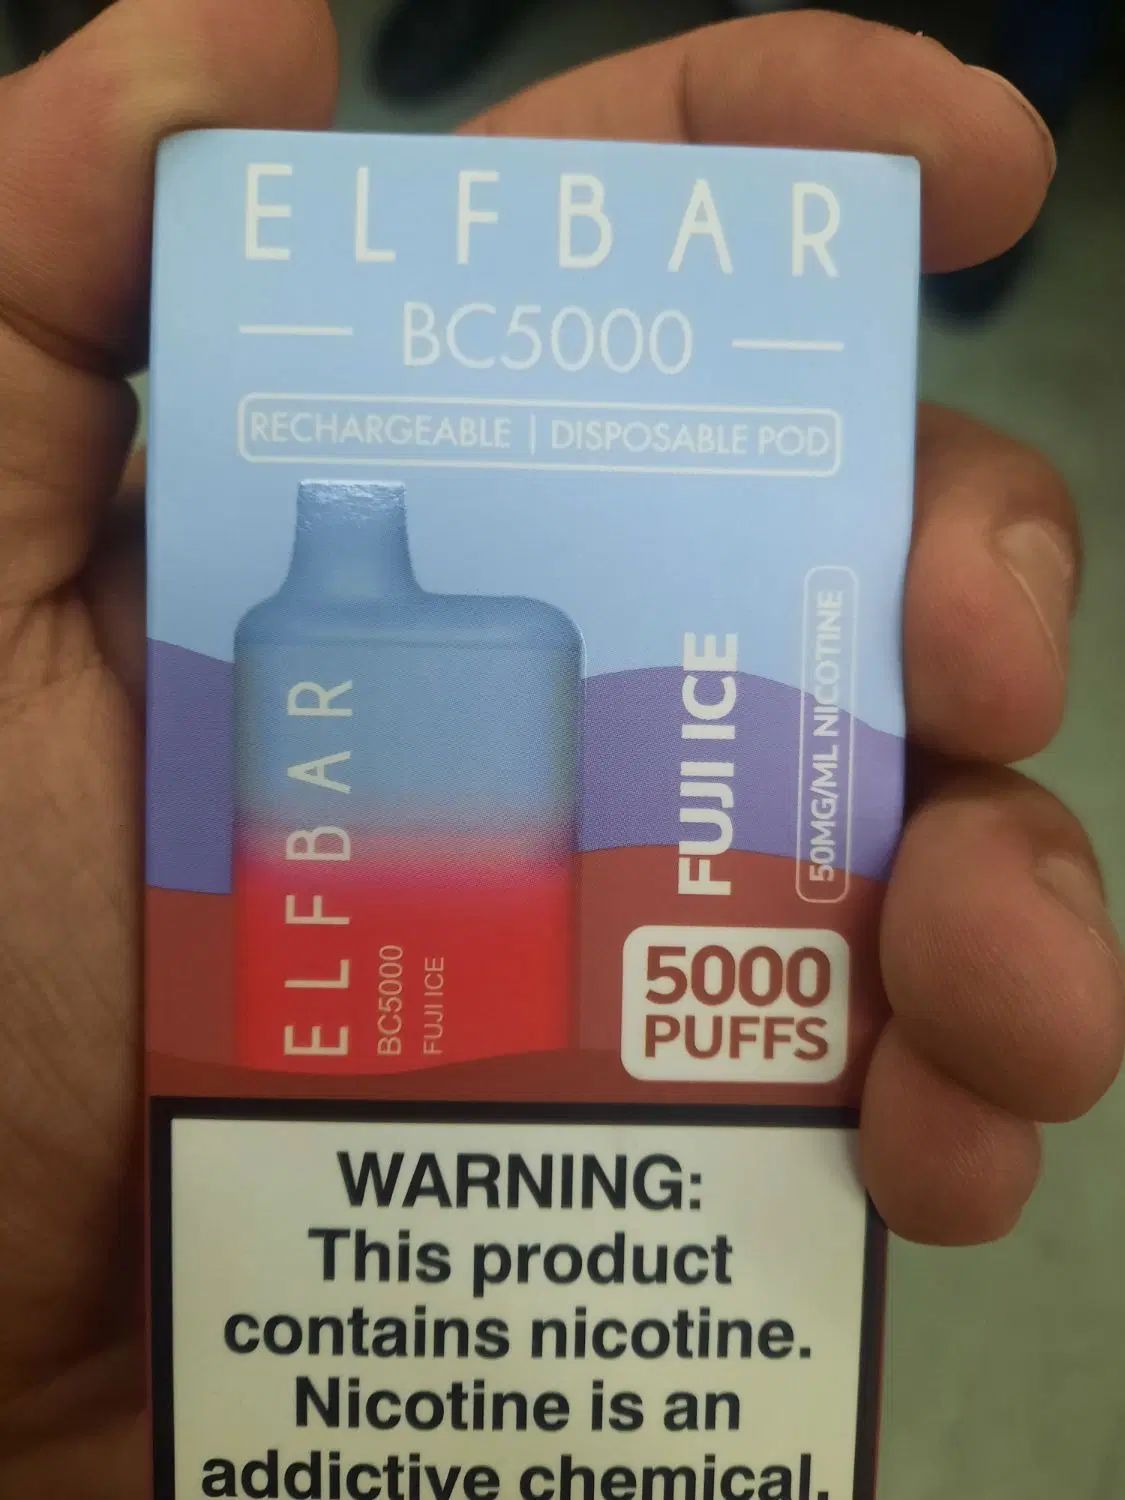 ELFBAR
BC5000
RECHARGEABLE | DISPOSABLE POD
ELFBAR
BC5000
FUJI ICE
FUJI ICE
50MG/ML NICOTINE
5000
PUFFS
WARNING:
This product
contains nicotine.
Nicotine is an
addictive chemical.